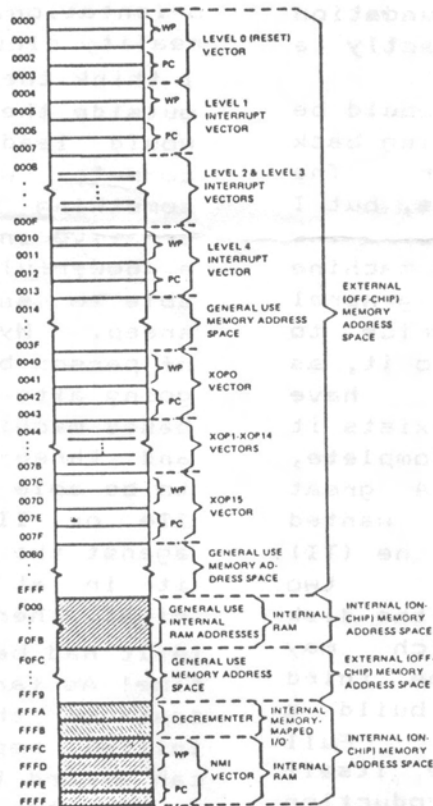 0000
0001
WP
0002
0003
PC
LEVEL 0 (RESET)
VECTOR
0004
0005
WP
0006
0007
PC
LEVEL 1
INTERRUPT
VECTOR
0008
000F
LEVEL 2 & LEVEL 3
INTERRUPT
VECTORS
0010
0011
WP
0012
0013
PC
LEVEL 4
INTERRUPT
VECTOR
0014
003F
GENERAL USE
MEMORY ADDRESS
SPACE
EXTERNAL
(OFF-CHIP)
MEMORY
ADDRESS
SPACE
0040
0041
WP
0042
0043
PC
XOP0
VECTOR
0044
007B
XOP1-XOP14
VECTORS
007C
007D
WP
007E
007F
PC
XOP15
VECTOR
0080
EFFF
GENERAL USE
MEMORY AD-
DRESS SPACE
F000
F0FB
GENERAL USE
INTERNAL
RAM ADDRESSES
INTERNAL
RAM
INTERNAL (ON-
CHIP) MEMORY
ADDRESS SPACE
F0FC
FFF9
GENERAL USE
MEMORY ADDRESS
SPACE
EXTERNAL (OFF-
CHIP) MEMORY
ADDRESS SPACE
FFFA
FFFB
DECREMENTER
INTERNAL
MEMORY-
MAPPED
I/O
FFFC
FFFD
WP
FFFE
FFFF
PC
NMI
VECTOR
INTERNAL
RAM
INTERNAL (ON-
CHIP) MEMORY
ADDRESS SPACE